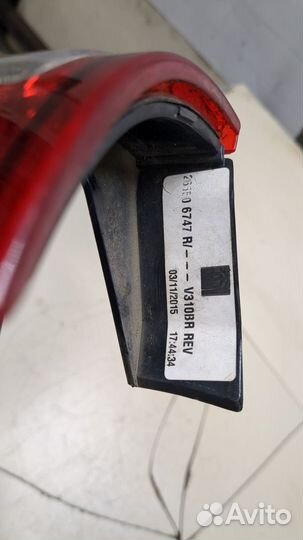 26550 6747 R/--- V310BR REV
03/11/2015 17:44:34
Avito